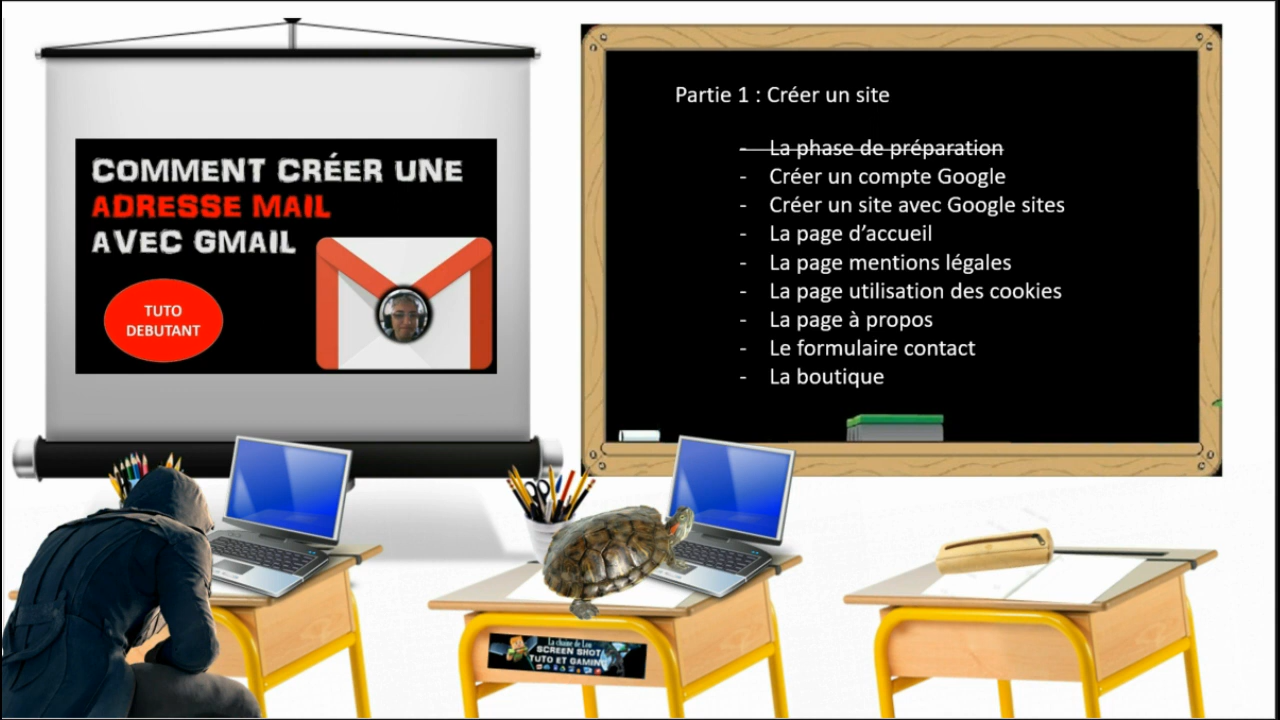 COMMENT CRÉER UNE
ADRESSE MAIL
AVEC GMAIL
TUTO
DEBUTANT
Partie 1 : Créer un site
- La phase de préparation
- Créer un compte Google
- Créer un site avec Google sites
- La page d’accueil
- La page mentions légales
- La page utilisation des cookies
- La page à propos
- Le formulaire contact
- La boutique
La chaine de Leo
SCREEN SHOT
TUTO ET GAMING